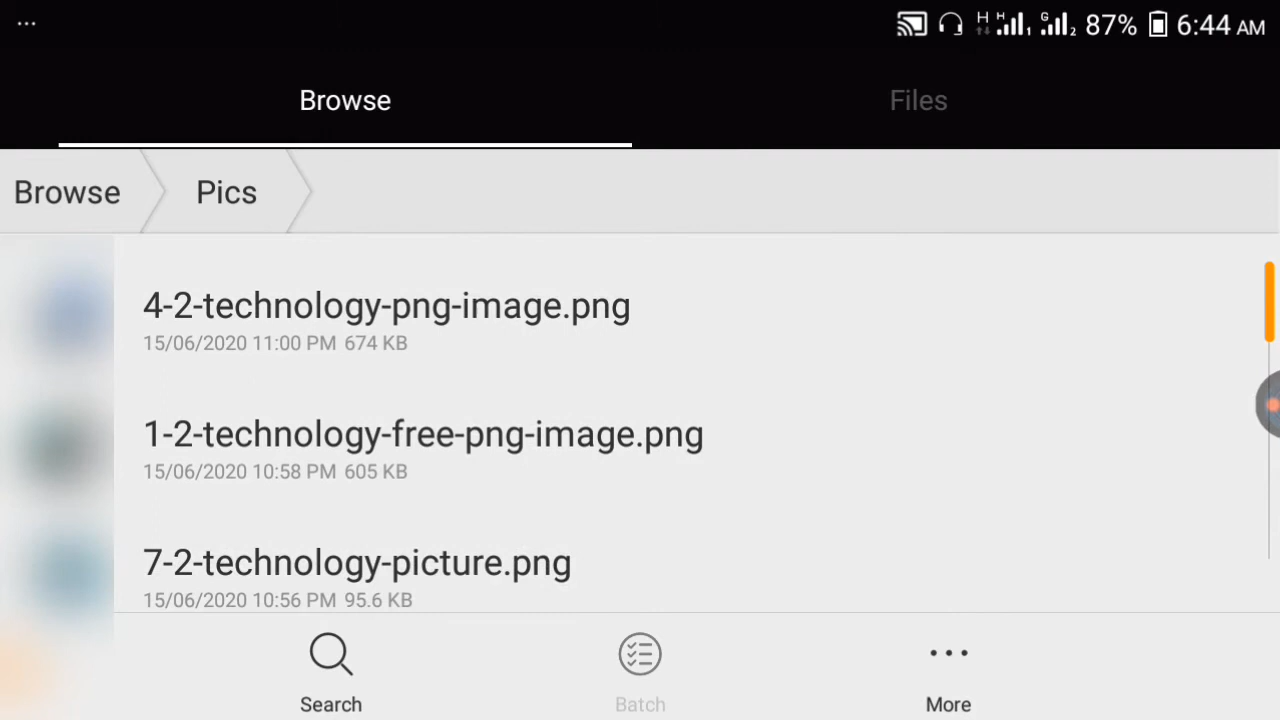 ...
H H 1 G 2 87% 6:44 AM
Browse Files
Browse Pics
4-2-technology-png-image.png
15/06/2020 11:00 PM 674 KB
1-2-technology-free-png-image.png
15/06/2020 10:58 PM 605 KB
7-2-technology-picture.png
15/06/2020 10:56 PM 95.6 KB
Search Batch More